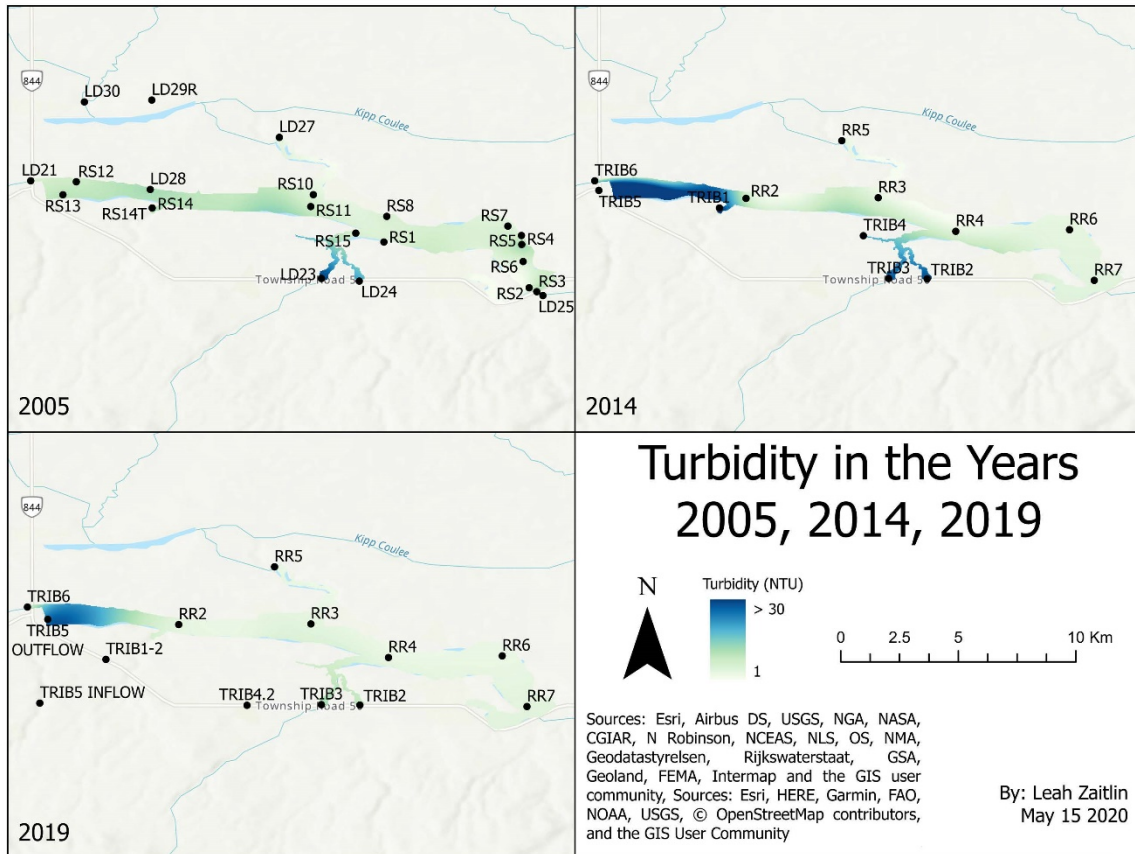 844
LD30
LD29R
Kipp Coulee
LD27
LD21
RS12
LD28
RS10
RS13
RS14T
RS14
RS11
RS8
RS7
RS4
RS5
RS15
RS1
RS6
LD23
Township Road 5
LD24
RS2
RS3
LD25
2005
844
Kipp Coulee
RR5
TRIB6
TRIB5
TRIB1
RR2
RR3
TRIB4
RR4
RR6
TRIB3
TRIB2
Township Road 5
RR7
2014
844
Kipp Coulee
RR5
TRIB6
TRIB5
OUTFLOW
RR2
RR3
TRIB1-2
RR4
RR6
TRIB5 INFLOW
TRIB4.2
TRIB3
TRIB2
Township Road 5
RR7
2019
Turbidity in the Years
2005, 2014, 2019
N
Turbidity (NTU)
> 30
1
0 2.5 5 10 Km
Sources: Esri, Airbus DS, USGS, NGA, NASA,
CGIAR, N Robinson, NCEAS, NLS, OS, NMA,
Geodatastyrelsen, Rijkswaterstaat, GSA,
Geoland, FEMA, Intermap and the GIS user
community, Sources: Esri, HERE, Garmin, FAO,
NOAA, USGS, © OpenStreetMap contributors,
and the GIS User Community
By: Leah Zaitlin
May 15 2020